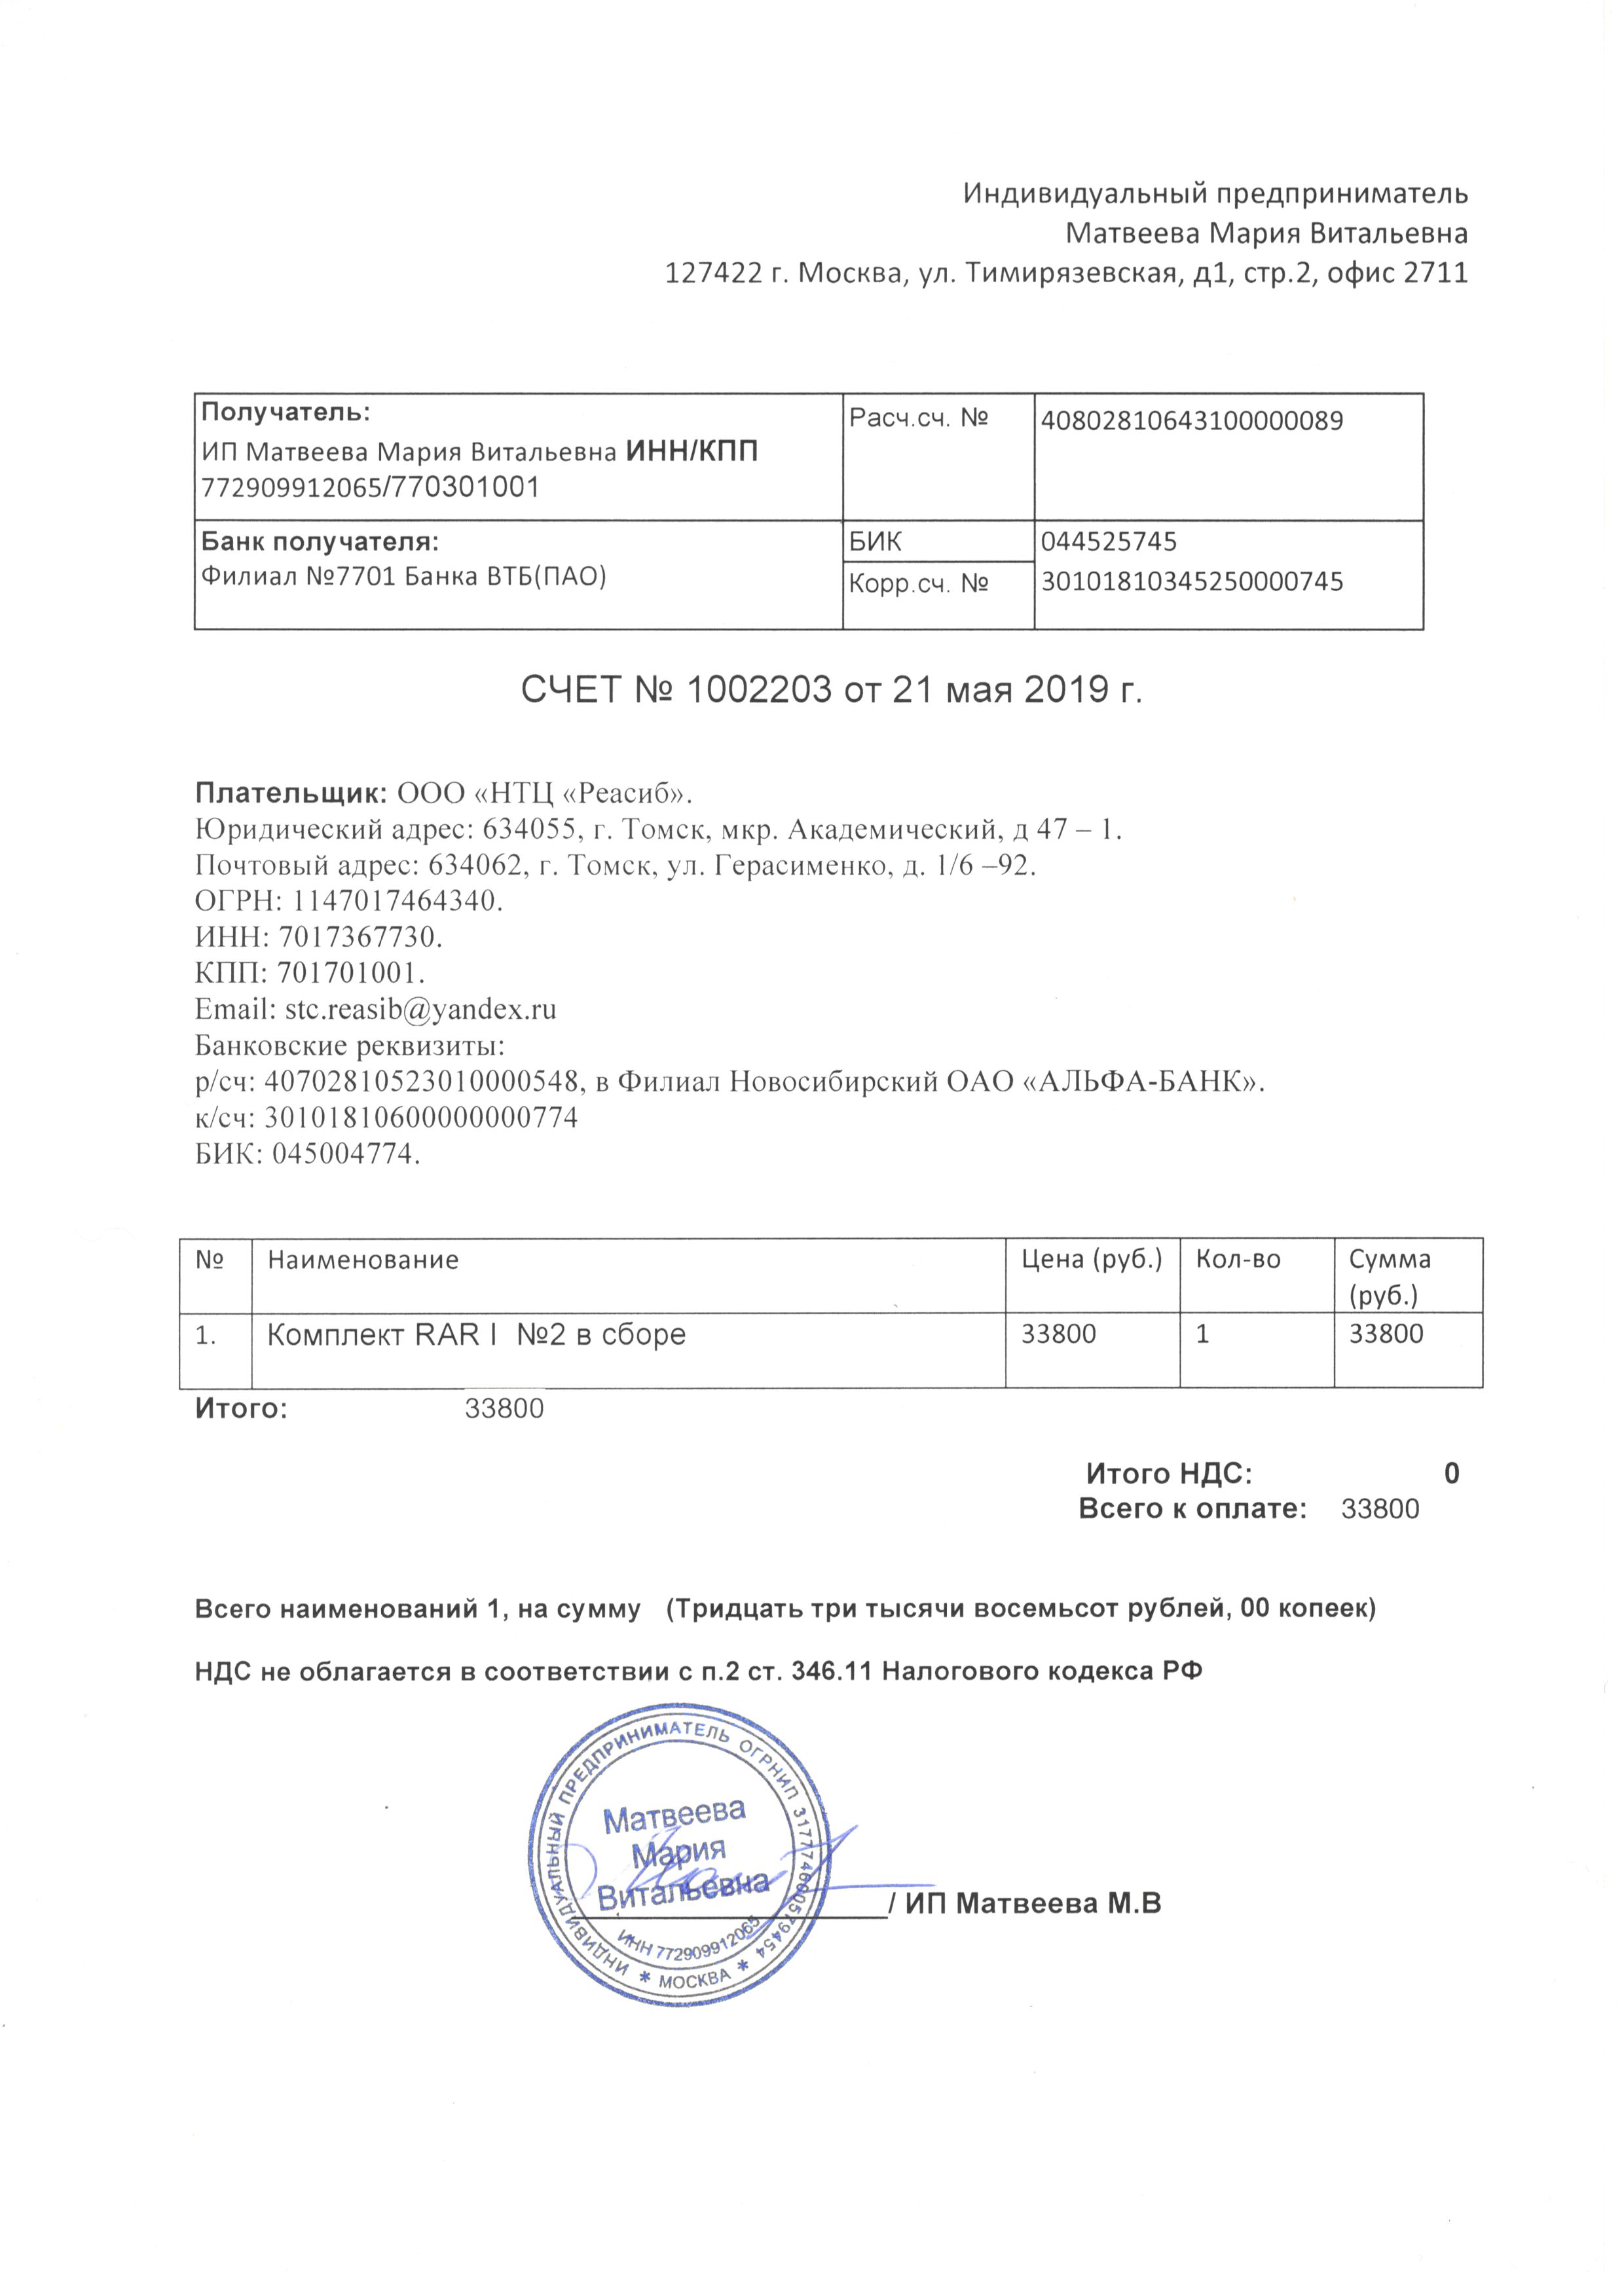 Индивидуальный предприниматель
Матвеева Мария Витальевна
127422 г. Москва, ул. Тимирязевская, д1, стр.2, офис 2711
Получатель:
ИП Матвеева Мария Витальевна ИНН/КПП
772909912065/770301001
Расч.сч. №
40802810643100000089
Банк получателя:
Филиал №7701 Банка ВТБ(ПАО)
БИК
044525745
Корр.сч. №
30101810345250000745
СЧЕТ № 1002203 от 21 мая 2019 г.
Плательщик: ООО «НТЦ «Реасиб».
Юридический адрес: 634055, г. Томск, мкр. Академический, д 47 – 1.
Почтовый адрес: 634062, г. Томск, ул. Герасименко, д. 1/6 –92.
ОГРН: 1147017464340.
ИНН: 7017367730.
КПП: 701701001.
Email: stc.reasib@yandex.ru
Банковские реквизиты:
р/сч: 40702810523010000548, в Филиал Новосибирский ОАО «АЛЬФА-БАНК».
к/сч: 30101810600000000774
БИК: 045004774.
№ Наименование Цена (руб.) Кол-во Сумма
(руб.)
1. Комплект RAR I №2 в сборе 33800 1 33800
Итого: 33800
Итого НДС: 0
Всего к оплате: 33800
Всего наименований 1, на сумму (Тридцать три тысячи восемьсот рублей, 00 копеек)
НДС не облагается в соответствии с п.2 ст. 346.11 Налогового кодекса РФ
ИНДИВИДУАЛЬНЫЙ ПРЕДПРИНИМАТЕЛЬ ОГРНИП 317774600579454
Матвеева
Мария
Витальевна
ИНН 772909912065
* МОСКВА *
/ ИП Матвеева М.В